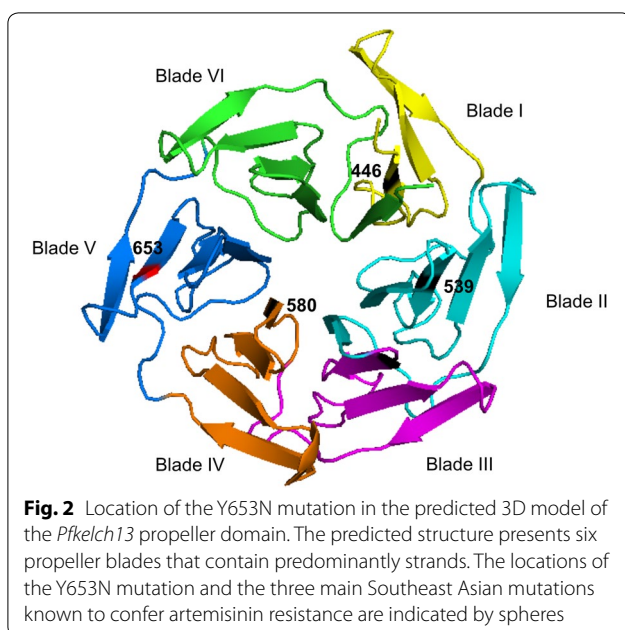 Blade VI
Blade I
446
Blade V
653
539
580
Blade II
Blade IV
Blade III
Fig. 2 Location of the Y653N mutation in the predicted 3D model of
the Pfkelch13 propeller domain. The predicted structure presents six
propeller blades that contain predominantly strands. The locations of
the Y653N mutation and the three main Southeast Asian mutations
known to confer artemisinin resistance are indicated by spheres